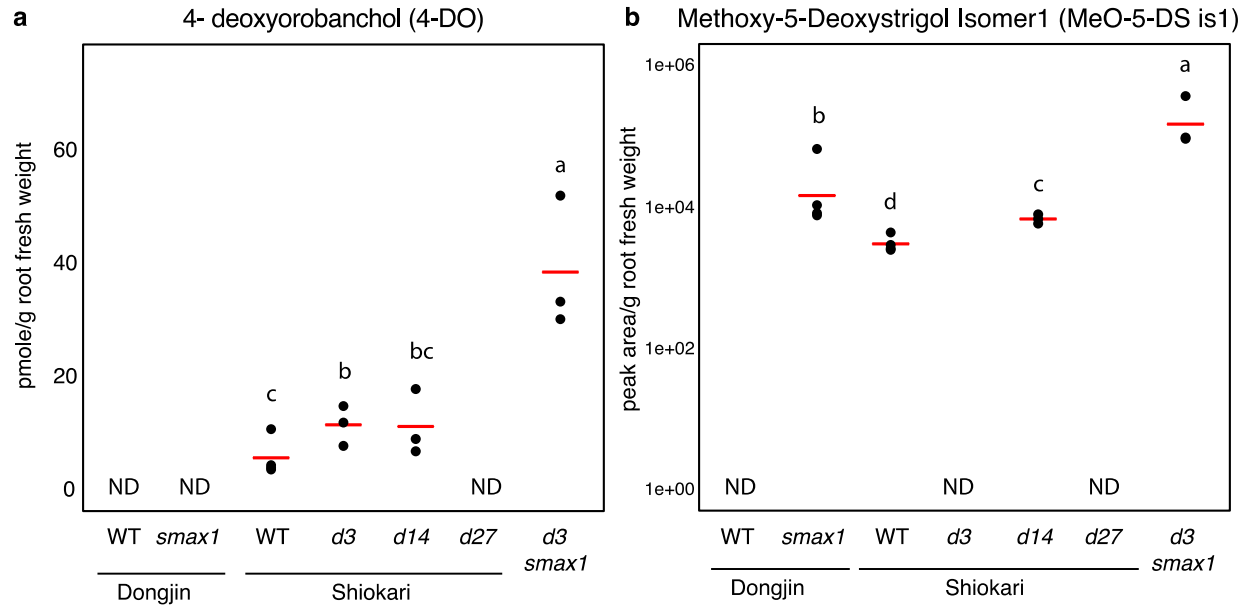 a
4- deoxyorobanchol (4-DO)
pmole/g root fresh weight
60
40
20
0
a
bc
b
c
ND
ND
ND
WT
smax1
WT
d3
d14
d27
d3
smax1
Dongjin
Shiokari
b
Methoxy-5-Deoxystrigol Isomer1 (MeO-5-DS is1)
peak area/g root fresh weight
1e+06
1e+04
1e+02
1e+00
a
b
c
d
ND
ND
ND
WT
smax1
WT
d3
d14
d27
d3
smax1
Dongjin
Shiokari